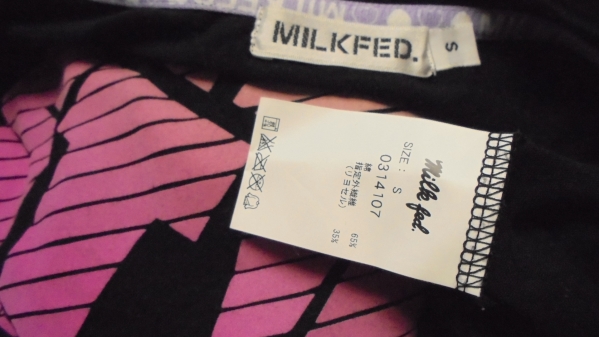 MILKFED.
S
Milk fed.
SIZE: S
0314107
綿 65%
指定外繊維 35%
(リヨセル)